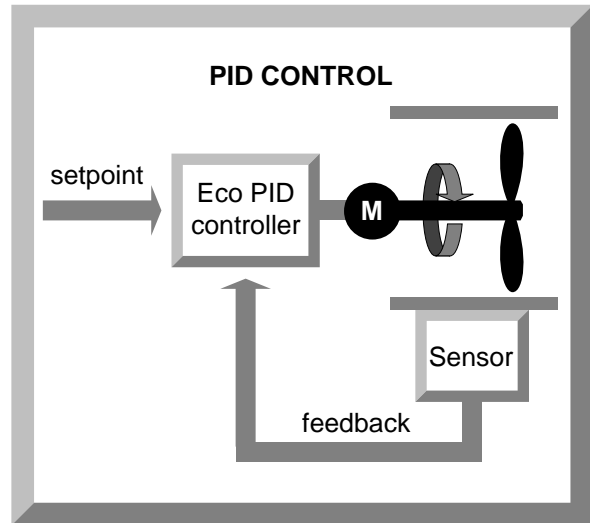 PID CONTROL
setpoint
Eco PID
controller
M
Sensor
feedback